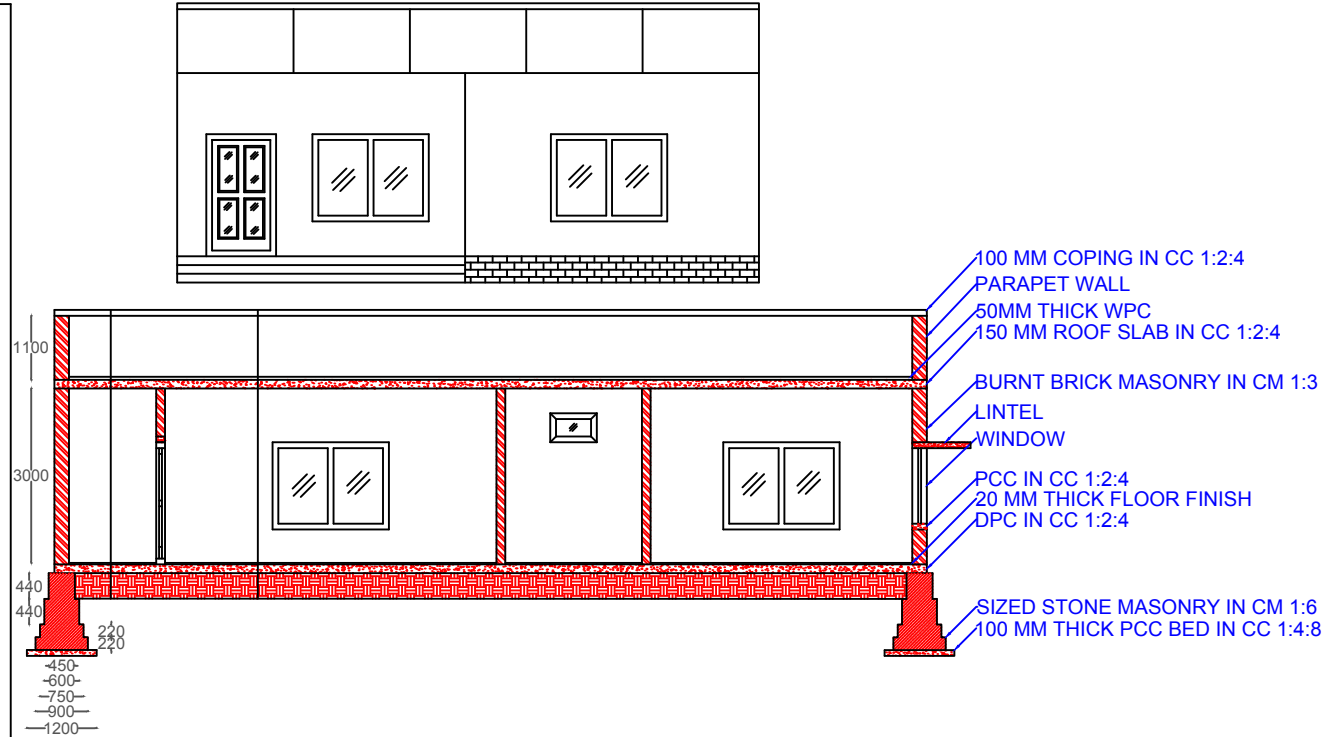 100 MM COPING IN CC 1:2:4
PARAPET WALL
50MM THICK WPC
150 MM ROOF SLAB IN CC 1:2:4
1100
BURNT BRICK MASONRY IN CM 1:3
LINTEL
WINDOW
3000
PCC IN CC 1:2:4
20 MM THICK FLOOR FINISH
DPC IN CC 1:2:4
440
440
SIZED STONE MASONRY IN CM 1:6
220
100 MM THICK PCC BED IN CC 1:4:8
220
450
600
750
900
1200